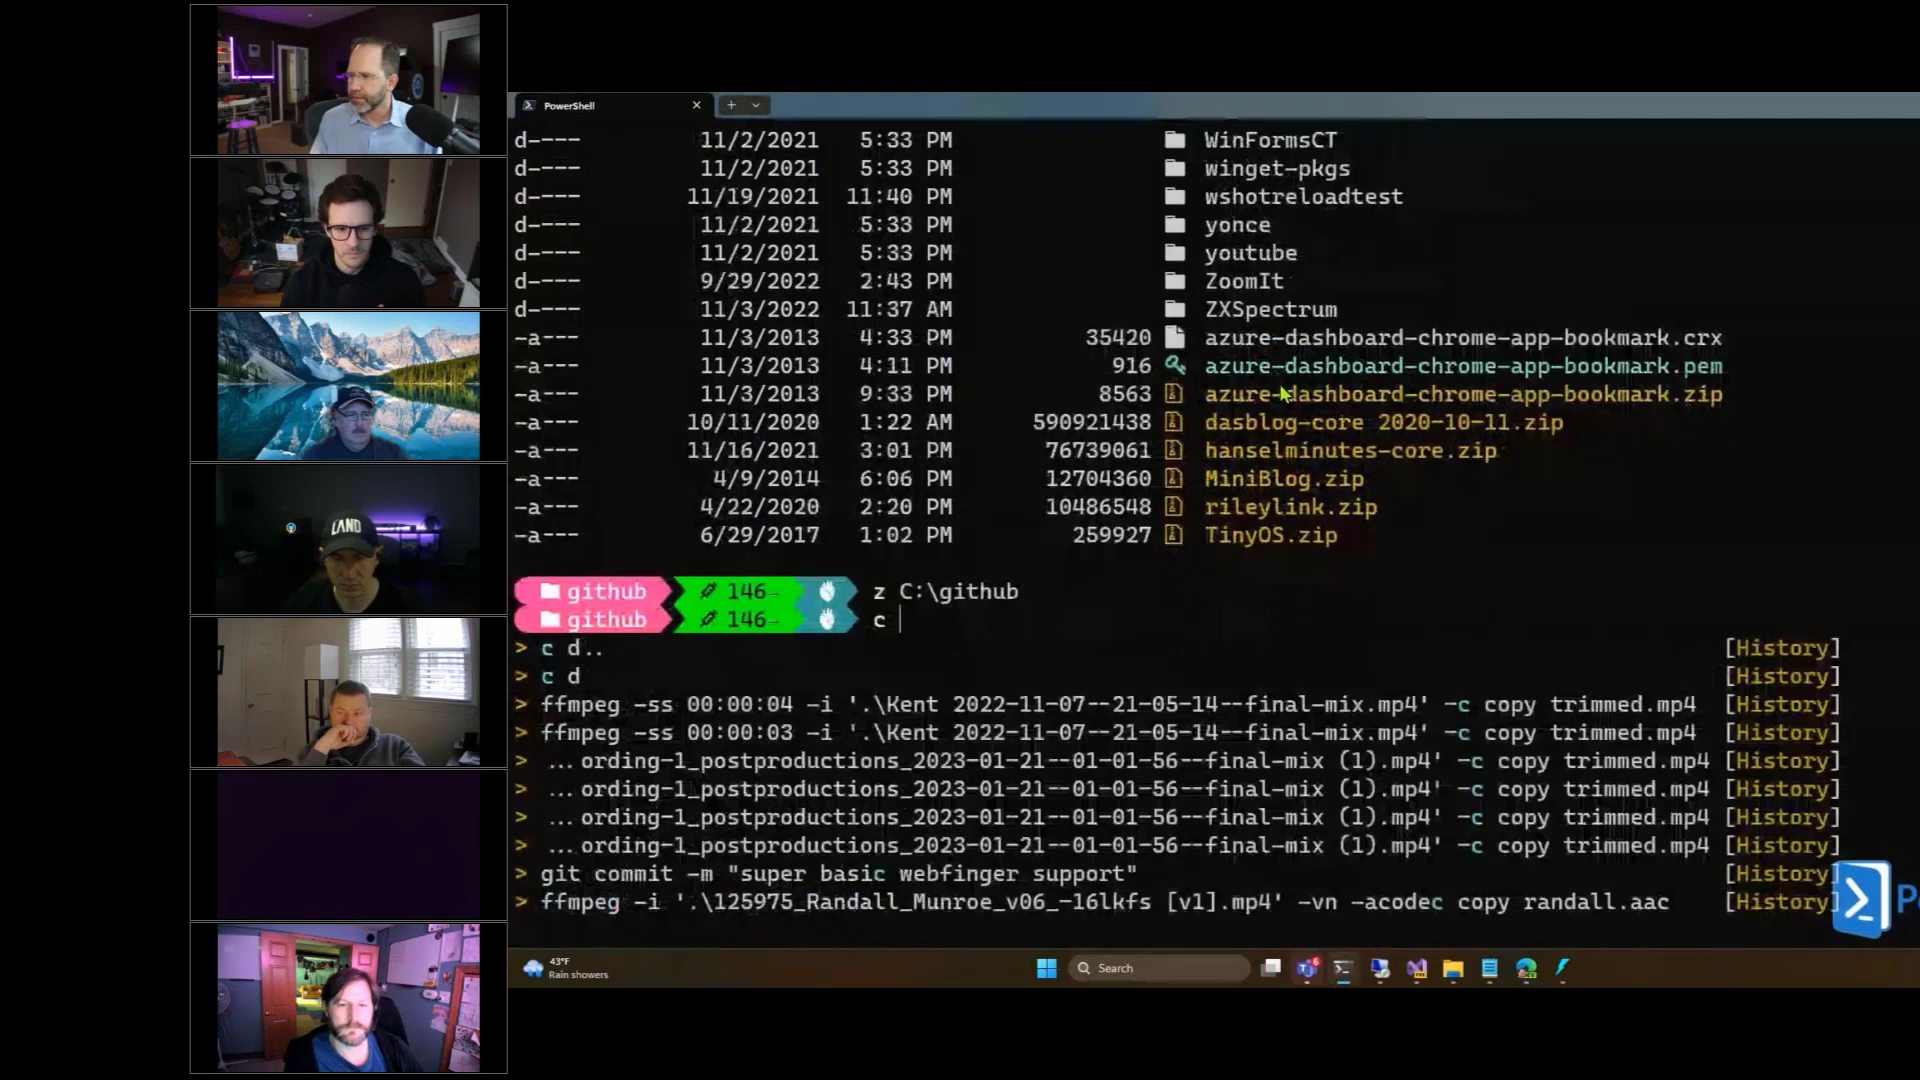 PowerShell
d---- 11/2/2021 5:33 PM WinFormsCT
d---- 11/2/2021 5:33 PM winget-pkgs
d---- 11/19/2021 11:40 PM wshotreloadtest
d---- 11/2/2021 5:33 PM yonce
d---- 11/2/2021 5:33 PM youtube
d---- 9/29/2022 2:43 PM ZoomIt
d---- 11/3/2022 11:37 AM ZXSpectrum
-a--- 11/3/2013 4:33 PM 35420 azure-dashboard-chrome-app-bookmark.crx
-a--- 11/3/2013 4:11 PM 916 azure-dashboard-chrome-app-bookmark.pem
-a--- 11/3/2013 9:33 PM 8563 azure-dashboard-chrome-app-bookmark.zip
-a--- 10/11/2020 1:22 AM 590921438 dasblog-core 2020-10-11.zip
-a--- 11/16/2021 3:01 PM 76739061 hanselminutes-core.zip
-a--- 4/9/2014 6:06 PM 12704360 MiniBlog.zip
-a--- 4/22/2020 2:20 PM 10486548 rileylink.zip
-a--- 6/29/2017 1:02 PM 259927 TinyOS.zip
github 146→ z C:\github
github 146→ c
> c d.. [History]
> c d [History]
> ffmpeg -ss 00:00:04 -i '.\Kent 2022-11-07--21-05-14--final-mix.mp4' -c copy trimmed.mp4 [History]
> ffmpeg -ss 00:00:03 -i '.\Kent 2022-11-07--21-05-14--final-mix.mp4' -c copy trimmed.mp4 [History]
> ...ording-1_postproductions_2023-01-21--01-01-56--final-mix (1).mp4' -c copy trimmed.mp4 [History]
> ...ording-1_postproductions_2023-01-21--01-01-56--final-mix (1).mp4' -c copy trimmed.mp4 [History]
> ...ording-1_postproductions_2023-01-21--01-01-56--final-mix (1).mp4' -c copy trimmed.mp4 [History]
> ...ording-1_postproductions_2023-01-21--01-01-56--final-mix (1).mp4' -c copy trimmed.mp4 [History]
> git commit -m "super basic webfinger support" [History]
> ffmpeg -i '.\125975_Randall_Munroe_v06_-16lkfs [v1].mp4' -vn -acodec copy randall.aac [History]
43°F
Rain showers
Search
6
LAND